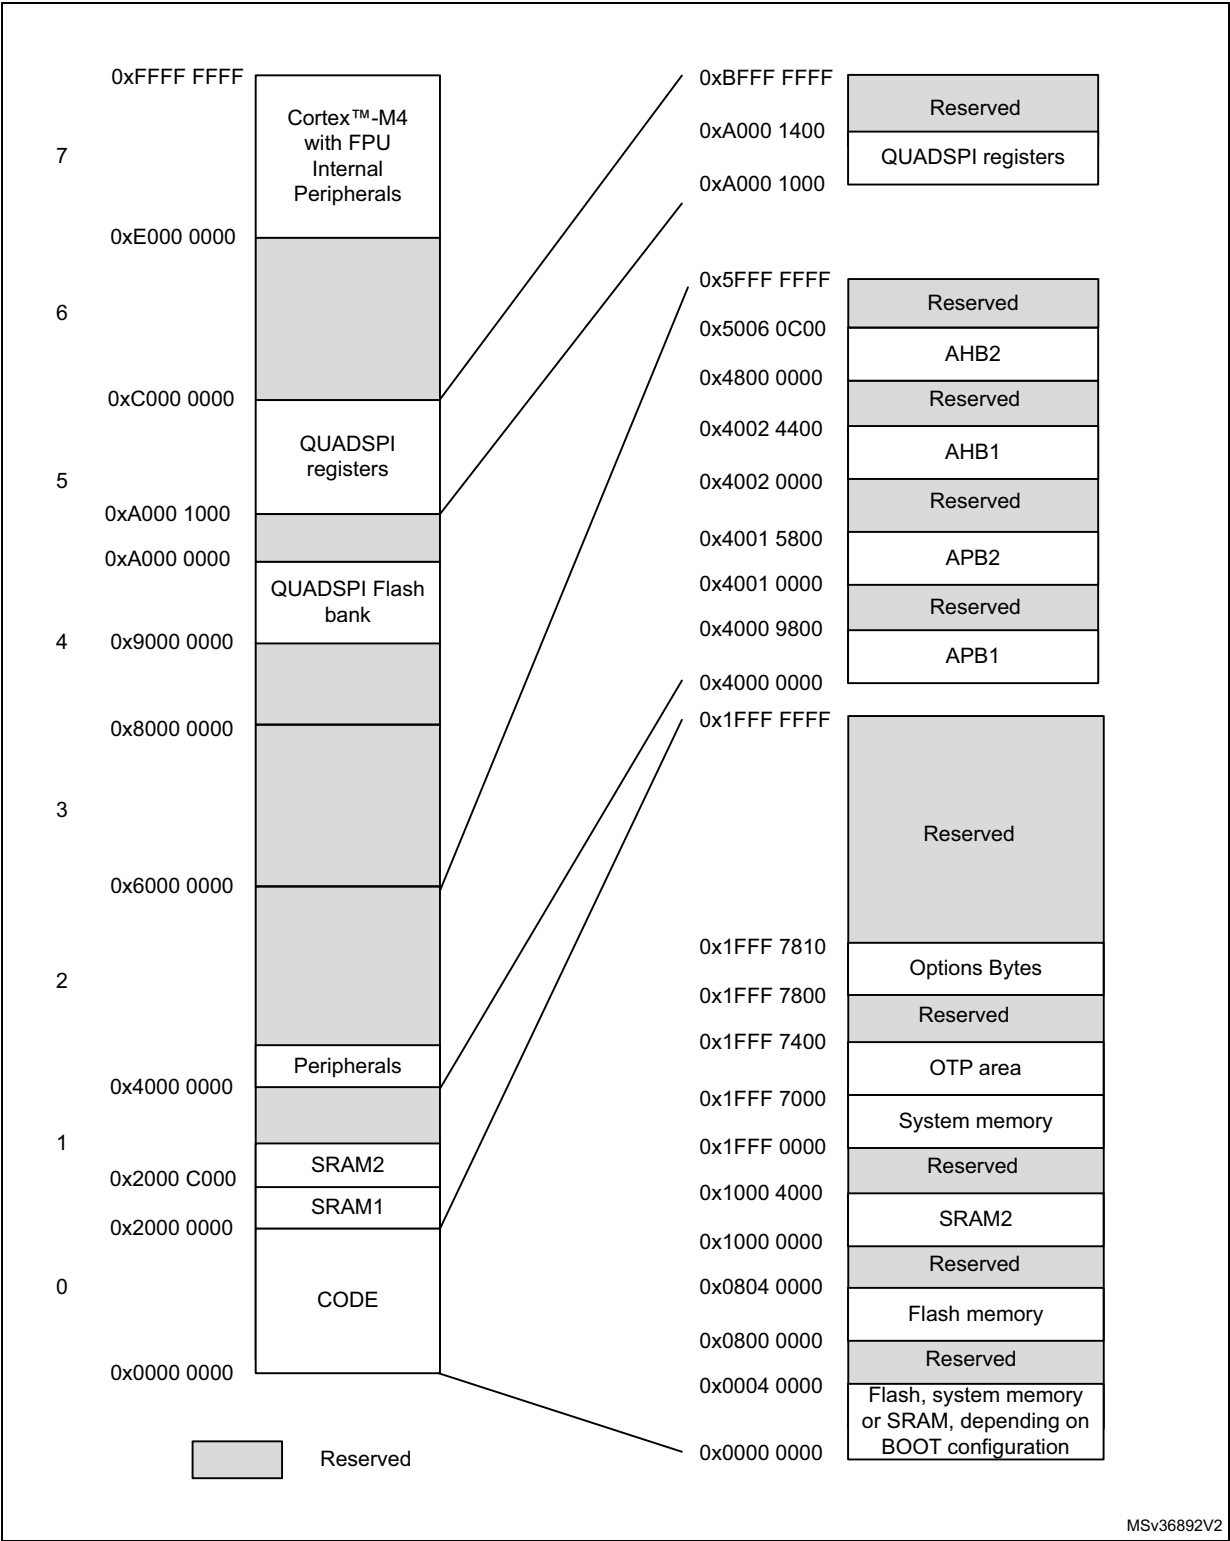 0xFFFF FFFF
Cortex™-M4
with FPU
Internal
Peripherals
7
0xE000 0000
6
0xC000 0000
QUADSPI
registers
5
0xA000 1000
0xA000 0000
QUADSPI Flash
bank
4
0x9000 0000
0x8000 0000
3
0x6000 0000
2
Peripherals
0x4000 0000
1
SRAM2
0x2000 C000
SRAM1
0x2000 0000
0
CODE
0x0000 0000
Reserved
0xBFFF FFFF
Reserved
0xA000 1400
QUADSPI registers
0xA000 1000
0x5FFF FFFF
Reserved
0x5006 0C00
AHB2
0x4800 0000
Reserved
0x4002 4400
AHB1
0x4002 0000
Reserved
0x4001 5800
APB2
0x4001 0000
Reserved
0x4000 9800
APB1
0x4000 0000
0x1FFF FFFF
Reserved
0x1FFF 7810
Options Bytes
0x1FFF 7800
Reserved
0x1FFF 7400
OTP area
0x1FFF 7000
System memory
0x1FFF 0000
Reserved
0x1000 4000
SRAM2
0x1000 0000
Reserved
0x0804 0000
Flash memory
0x0800 0000
Reserved
0x0004 0000
Flash, system memory
or SRAM, depending on
BOOT configuration
0x0000 0000
MSv36892V2